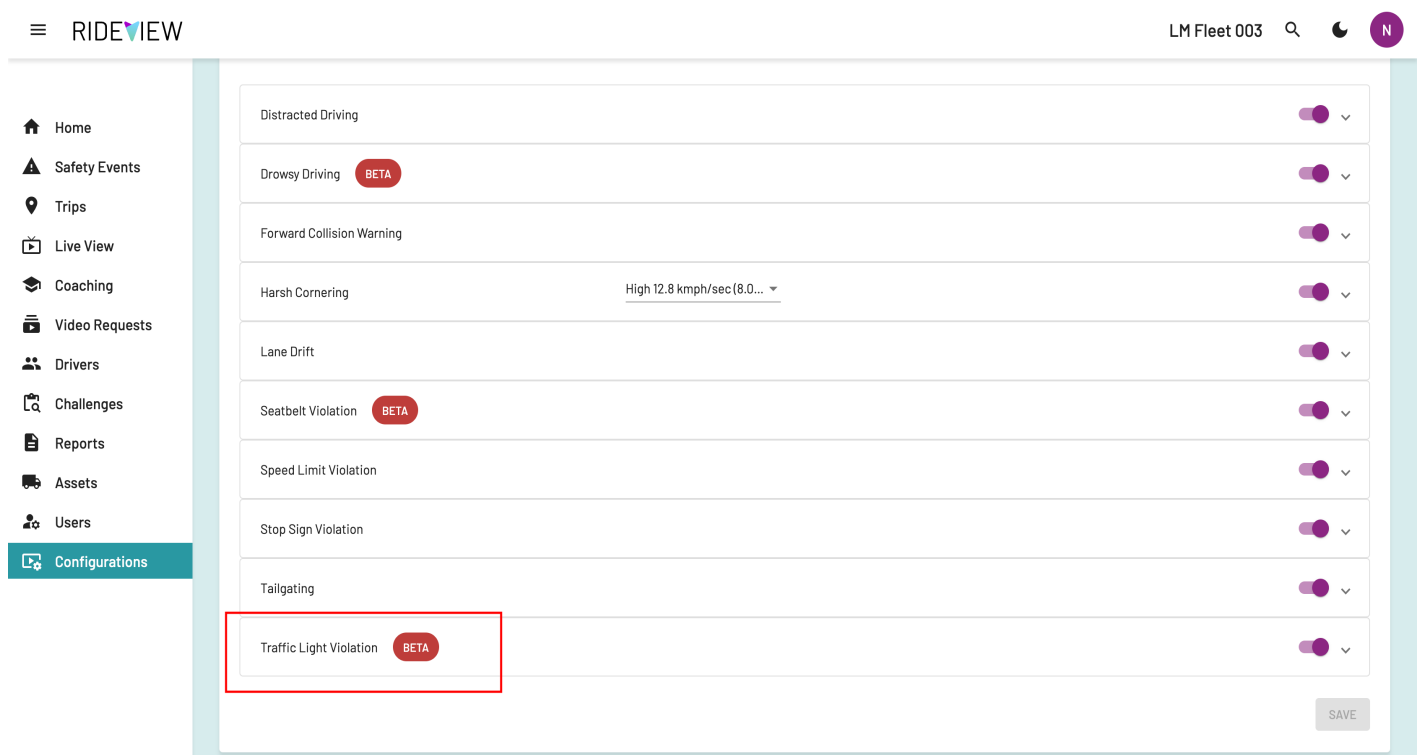 RIDEVIEW
LM Fleet 003
N
Home
Safety Events
Trips
Live View
Coaching
Video Requests
Drivers
Challenges
Reports
Assets
Users
Configurations
Distracted Driving
Drowsy Driving BETA
Forward Collision Warning
Harsh Cornering High 12.8 kmph/sec (8.0...
Lane Drift
Seatbelt Violation BETA
Speed Limit Violation
Stop Sign Violation
Tailgating
Traffic Light Violation BETA
SAVE